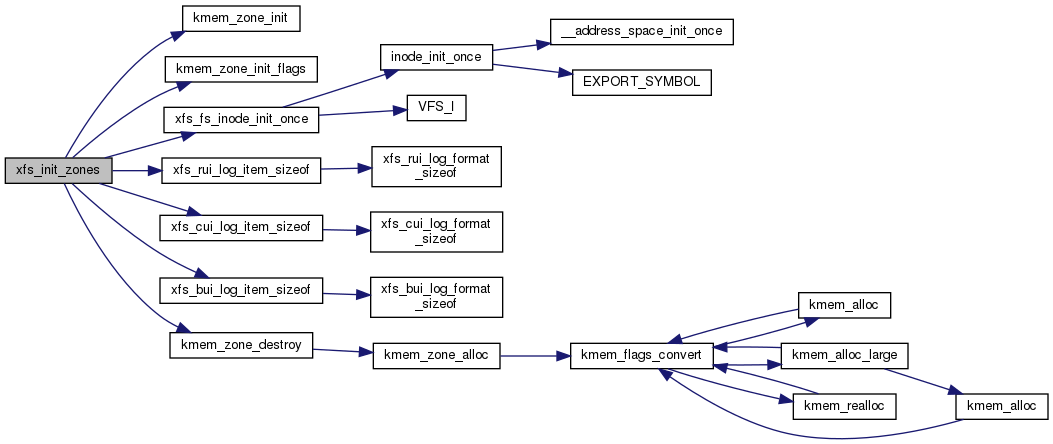 kmem_zone_init
__address_space_init_once
inode_init_once
kmem_zone_init_flags
EXPORT_SYMBOL
VFS_I
xfs_fs_inode_init_once
xfs_init_zones
xfs_rui_log_item_sizeof
xfs_rui_log_format
_sizeof
xfs_cui_log_item_sizeof
xfs_cui_log_format
_sizeof
xfs_bui_log_item_sizeof
xfs_bui_log_format
_sizeof
kmem_alloc
kmem_zone_destroy
kmem_zone_alloc
kmem_flags_convert
kmem_alloc_large
kmem_realloc
kmem_alloc